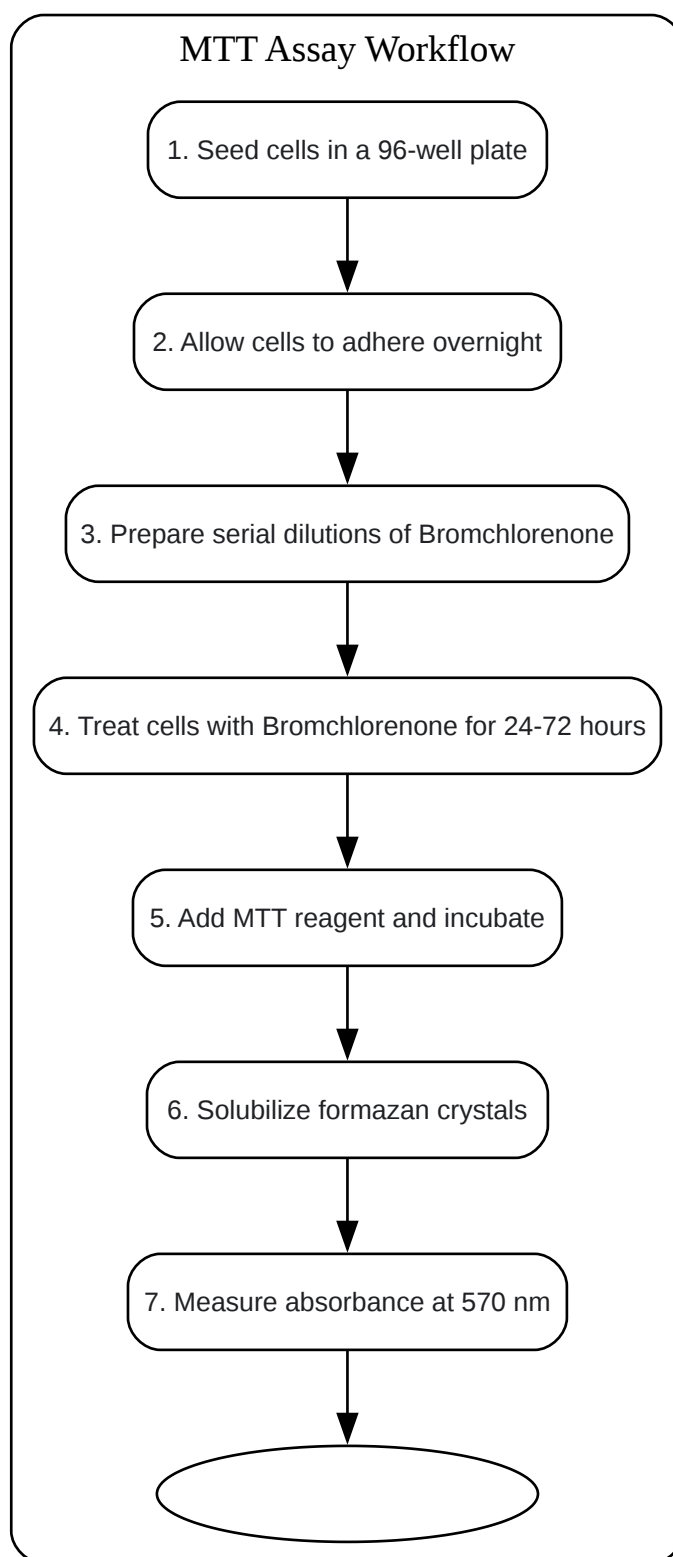 MTT Assay Workflow
1. Seed cells in a 96-well plate
2. Allow cells to adhere overnight
3. Prepare serial dilutions of Bromchlorenone
4. Treat cells with Bromchlorenone for 24-72 hours
5. Add MTT reagent and incubate
6. Solubilize formazan crystals
7. Measure absorbance at 570 nm